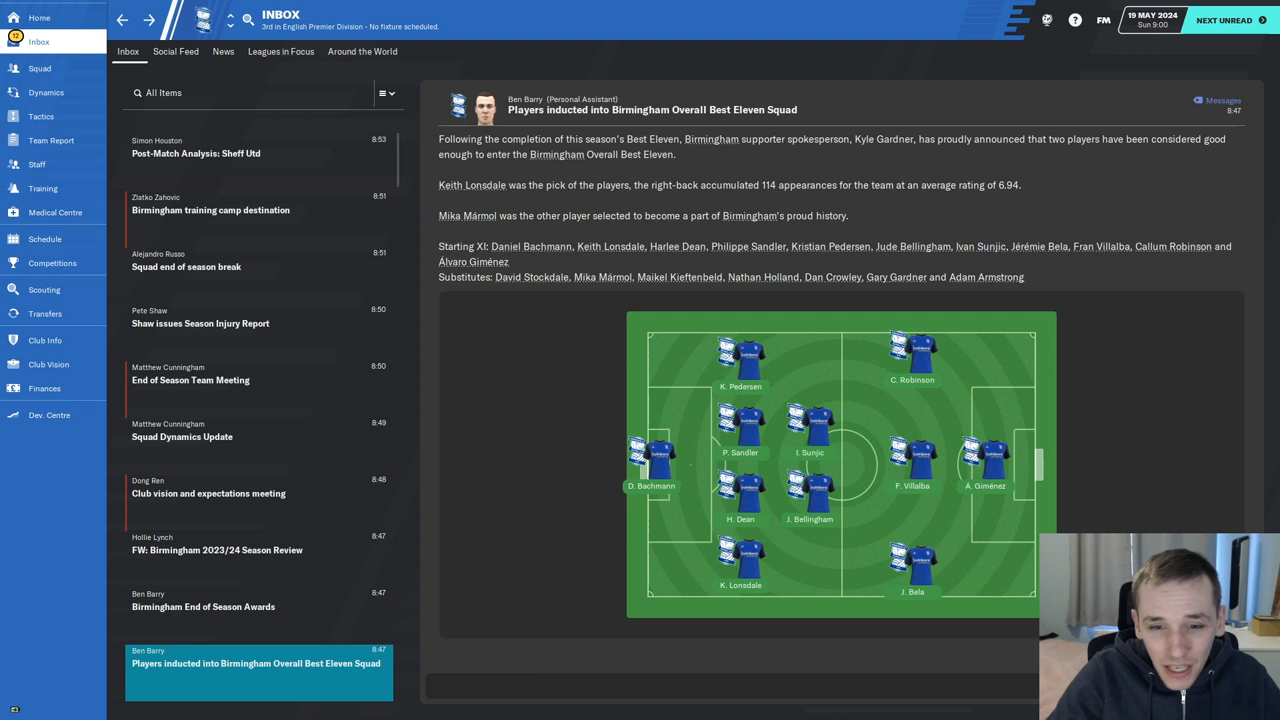 Home
12
Inbox
Squad
Dynamics
Tactics
Team Report
Staff
Training
Medical Centre
Schedule
Competitions
Scouting
Transfers
Club Info
Club Vision
Finances
Dev. Centre
INBOX
3rd in English Premier Division - No fixture scheduled.
?
FM
19 MAY 2024
Sun 9:00
NEXT UNREAD
Inbox Social Feed News Leagues in Focus Around the World
All Items
Simon Houston 8:53
Post-Match Analysis: Sheff Utd
Zlatko Zahovic 8:51
Birmingham training camp destination
Alejandro Russo 8:51
Squad end of season break
Pete Shaw 8:50
Shaw issues Season Injury Report
Matthew Cunningham 8:50
End of Season Team Meeting
Matthew Cunningham 8:49
Squad Dynamics Update
Dong Ren 8:48
Club vision and expectations meeting
Hollie Lynch 8:47
FW: Birmingham 2023/24 Season Review
Ben Barry 8:47
Birmingham End of Season Awards
Ben Barry 8:47
Players inducted into Birmingham Overall Best Eleven Squad
Ben Barry (Personal Assistant) Messages
Players inducted into Birmingham Overall Best Eleven Squad 8:47
Following the completion of this season's Best Eleven, Birmingham supporter spokesperson, Kyle Gardner, has proudly announced that two players have been considered good
enough to enter the Birmingham Overall Best Eleven.
Keith Lonsdale was the pick of the players, the right-back accumulated 114 appearances for the team at an average rating of 6.94.
Mika Mármol was the other player selected to become a part of Birmingham's proud history.
Starting XI: Daniel Bachmann, Keith Lonsdale, Harlee Dean, Philippe Sandler, Kristian Pedersen, Jude Bellingham, Ivan Sunjic, Jérémie Bela, Fran Villalba, Callum Robinson and
Álvaro Giménez
Substitutes: David Stockdale, Mika Mármol, Maikel Kieftenbeld, Nathan Holland, Dan Crowley, Gary Gardner and Adam Armstrong
K. Pedersen
C. Robinson
P. Sandler
I. Sunjic
D. Bachmann
F. Villalba
Á. Giménez
H. Dean
J. Bellingham
K. Lonsdale
J. Bela